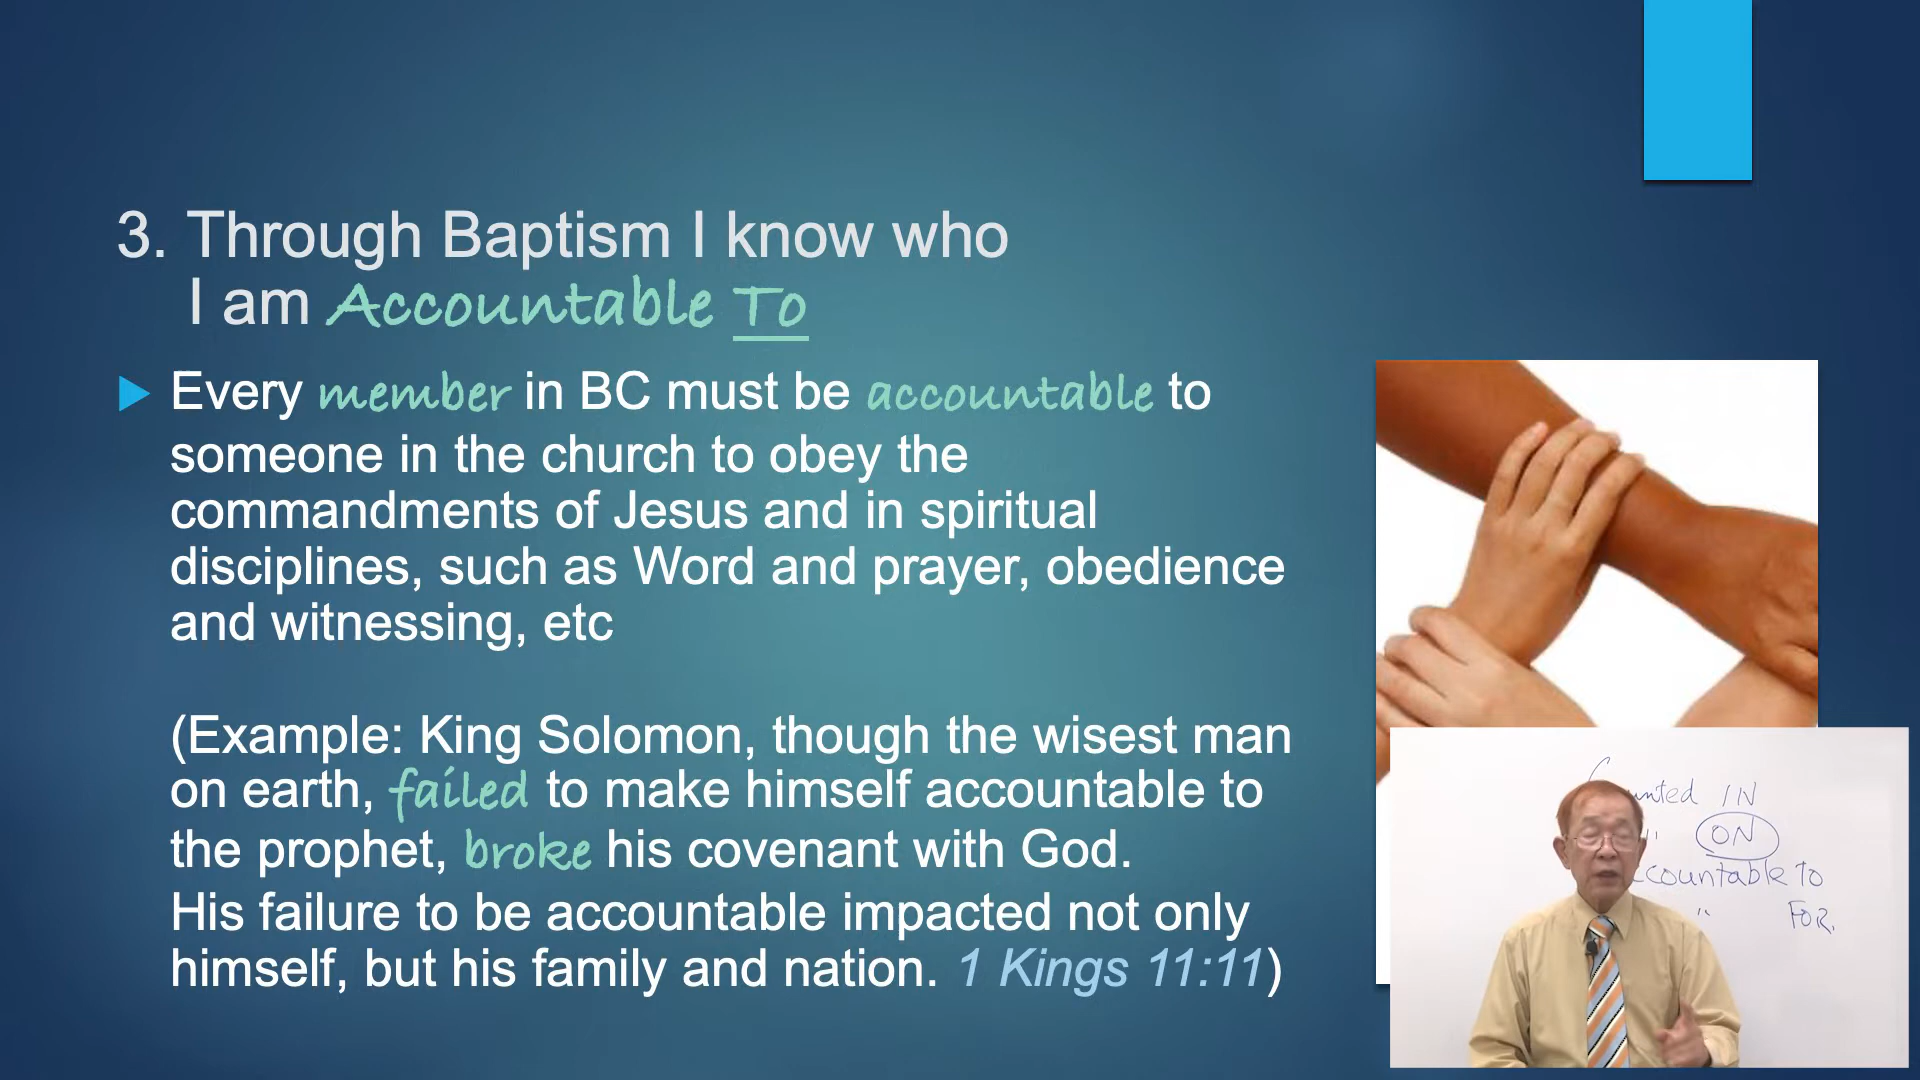 3. Through Baptism I know who
I am Accountable To
Every member in BC must be accountable to
someone in the church to obey the
commandments of Jesus and in spiritual
disciplines, such as Word and prayer, obedience
and witnessing, etc
(Example: King Solomon, though the wisest man
on earth, failed to make himself accountable to
the prophet, broke his covenant with God.
His failure to be accountable impacted not only
himself, but his family and nation. 1 Kings 11:11)
IN
" ON
To
" FOR